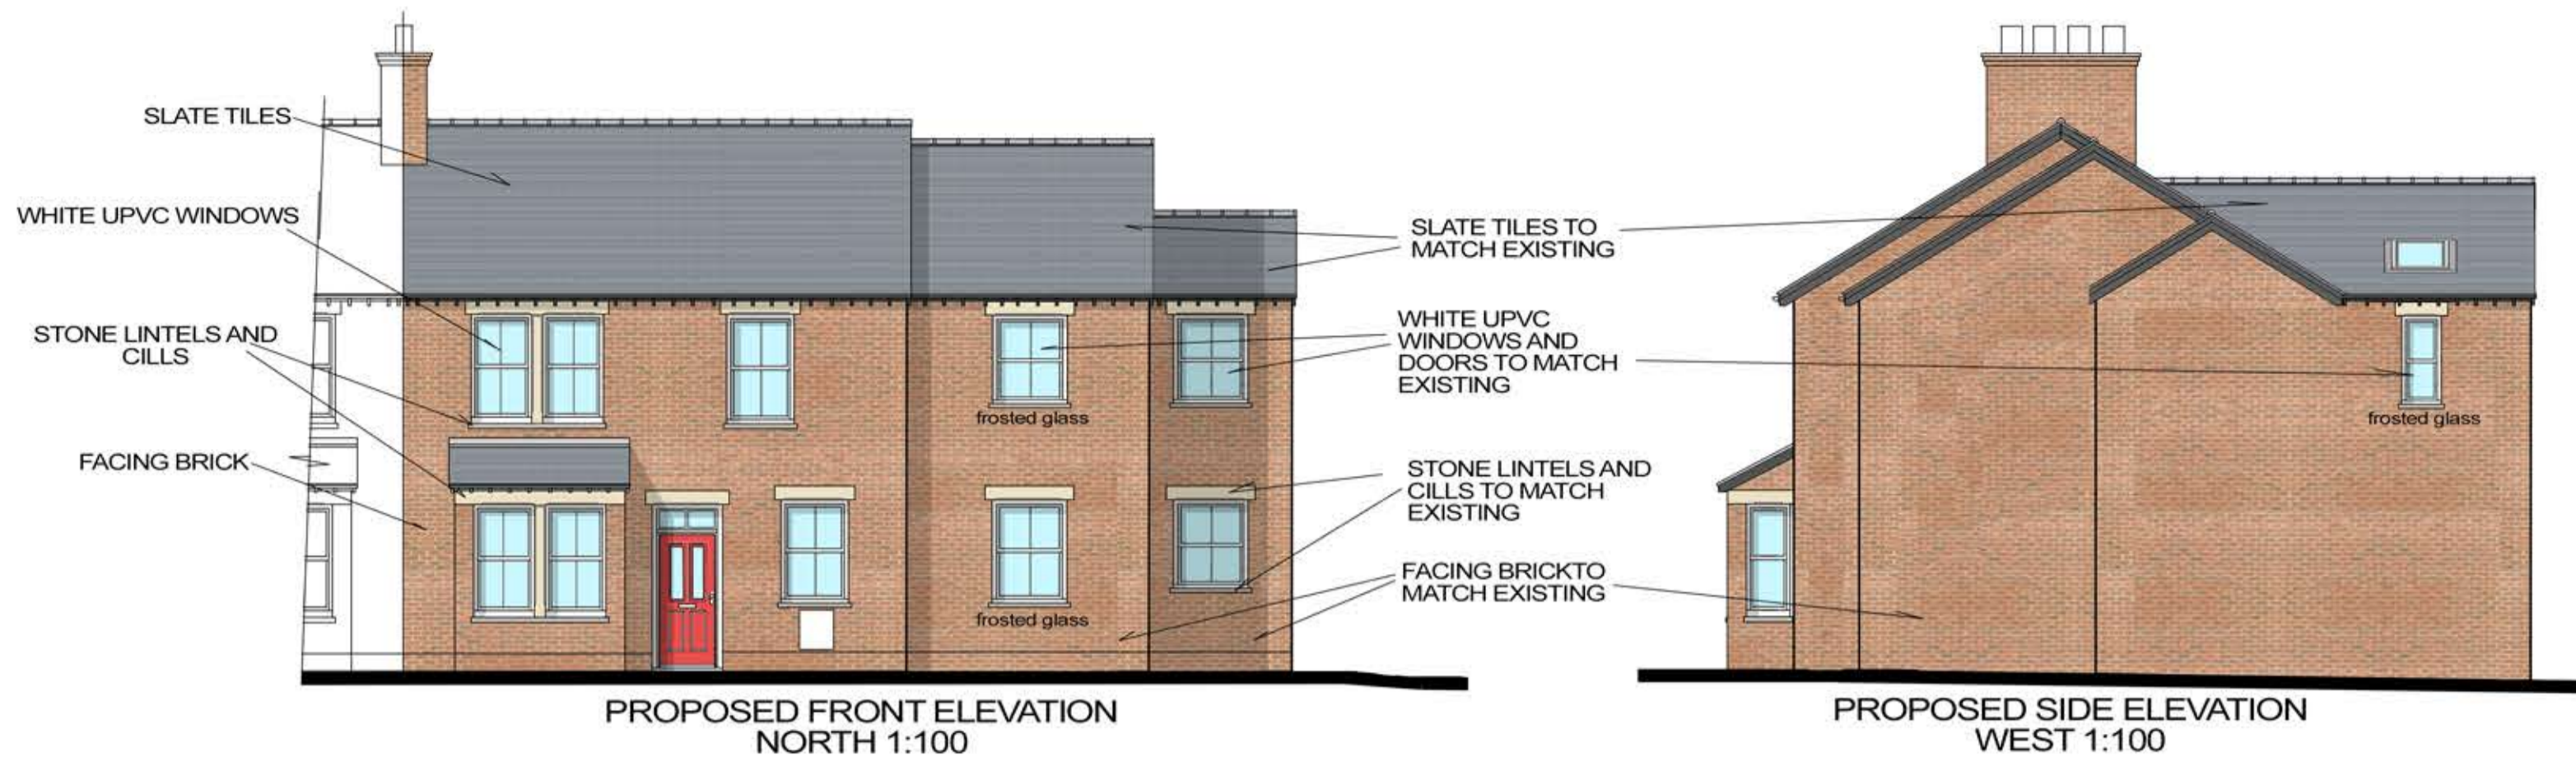 SLATE TILES
WHITE UPVC WINDOWS
STONE LINTELS AND
CILLS
FACING BRICK
frosted glass
frosted glass
SLATE TILES TO
MATCH EXISTING
WHITE UPVC
WINDOWS AND
DOORS TO MATCH
EXISTING
STONE LINTELS AND
CILLS TO MATCH
EXISTING
FACING BRICKTO
MATCH EXISTING
frosted glass
PROPOSED FRONT ELEVATION
NORTH 1:100
PROPOSED SIDE ELEVATION
WEST 1:100